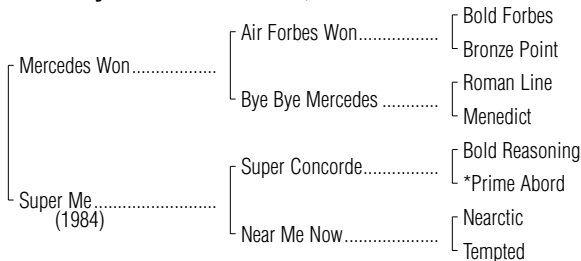 Bold Forbes
Air Forbes Won..................
Bronze Point
Mercedes Won...................
Roman Line
Bye Bye Mercedes.............
Menedict
Bold Reasoning
Super Concorde.................
*Prime Abord
Super Me...........................
(1984)
Nearctic
Near Me Now.....................
Tempted